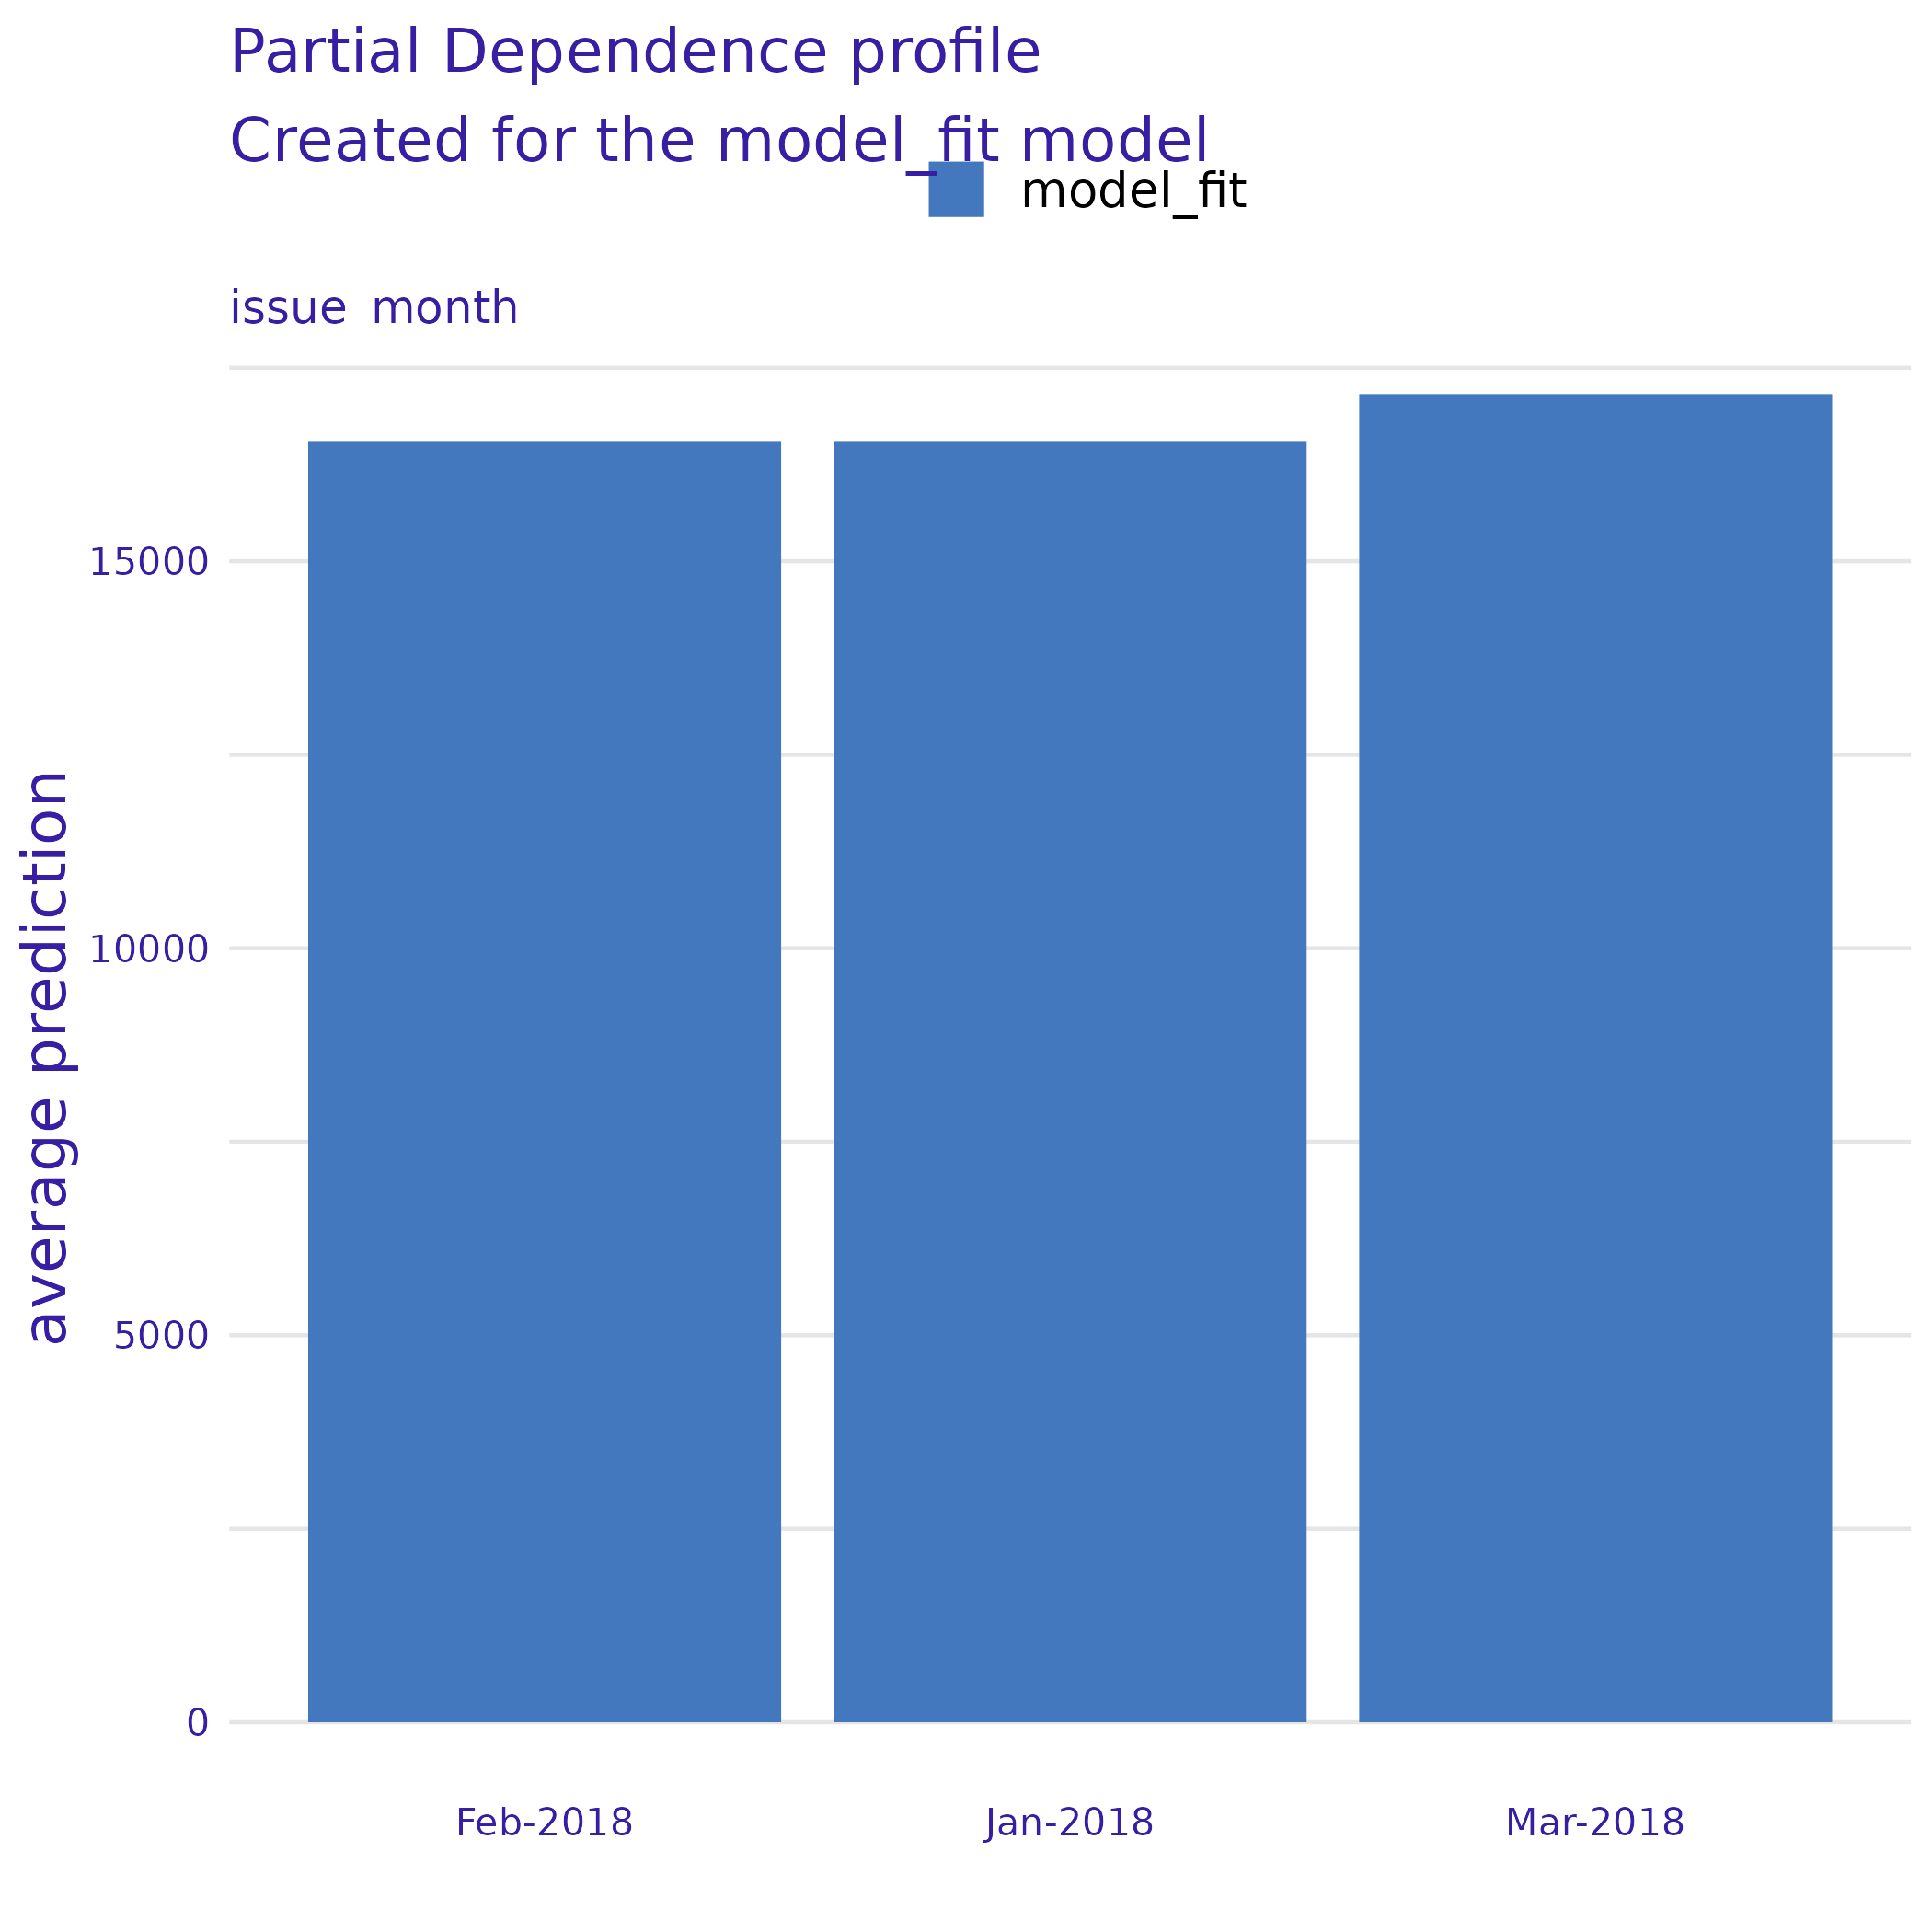 Partial Dependence profile
Created for the model_fit model
model_fit
issue_month
average prediction
15000
10000
5000
0
Feb-2018
Jan-2018
Mar-2018